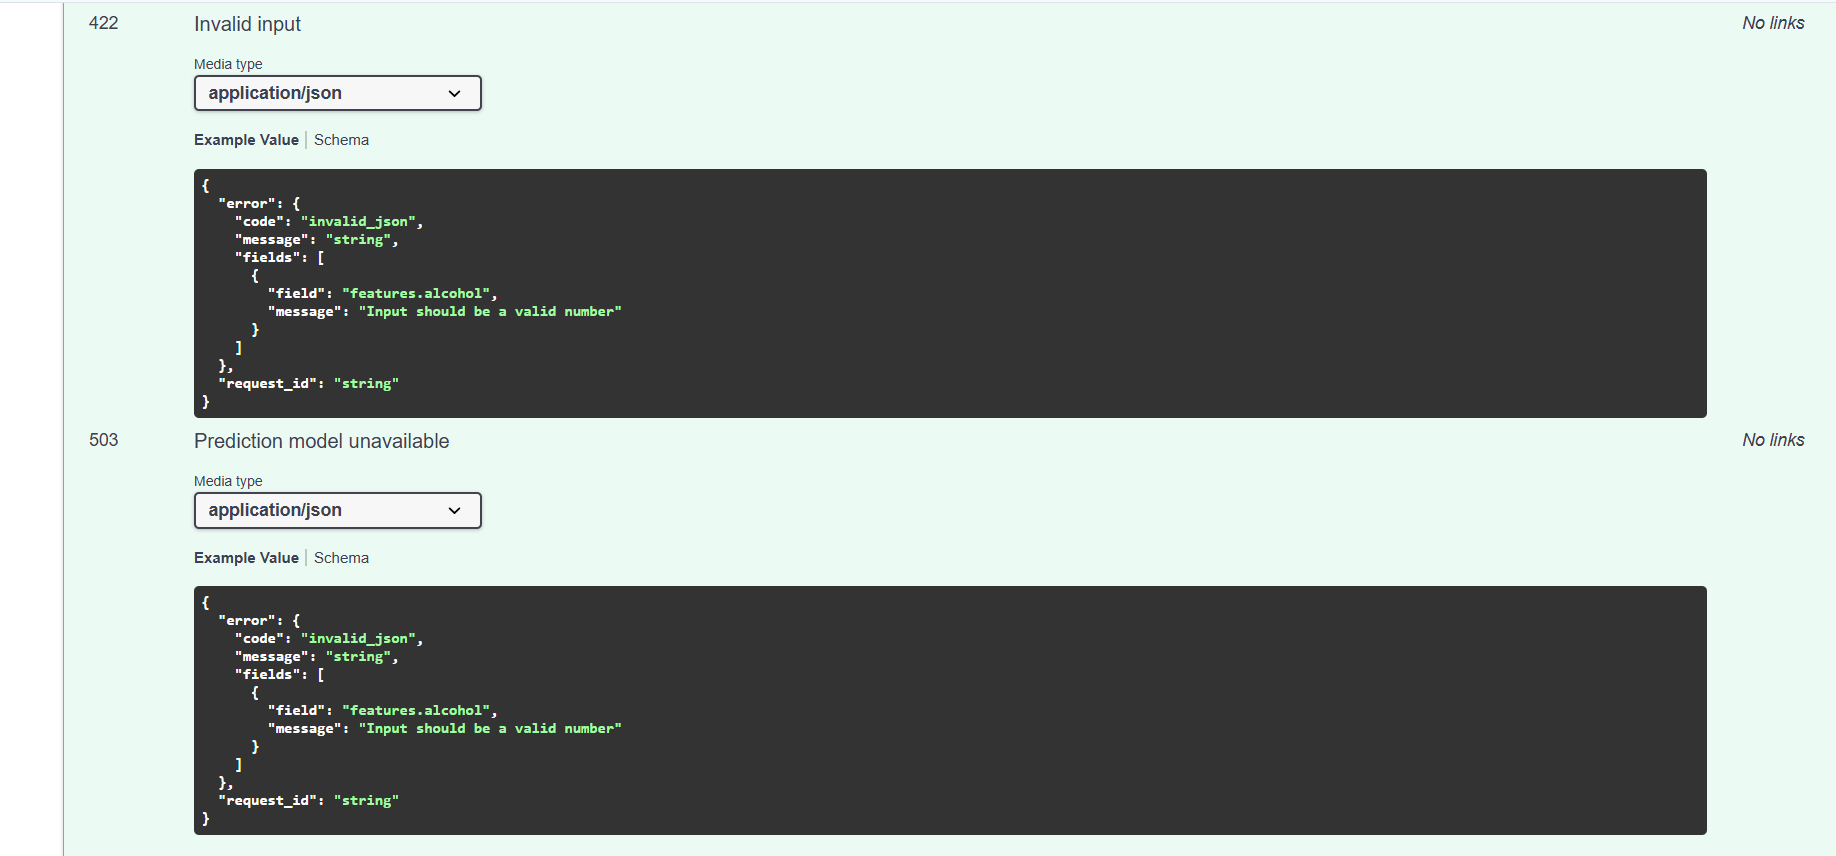 422 Invalid input No links
Media type
application/json
Example Value Schema
{
  "error": {
    "code": "invalid_json",
    "message": "string",
    "fields": [
      {
        "field": "features.alcohol",
        "message": "Input should be a valid number"
      }
    ]
  },
  "request_id": "string"
}
503 Prediction model unavailable No links
Media type
application/json
Example Value Schema
{
  "error": {
    "code": "invalid_json",
    "message": "string",
    "fields": [
      {
        "field": "features.alcohol",
        "message": "Input should be a valid number"
      }
    ]
  },
  "request_id": "string"
}